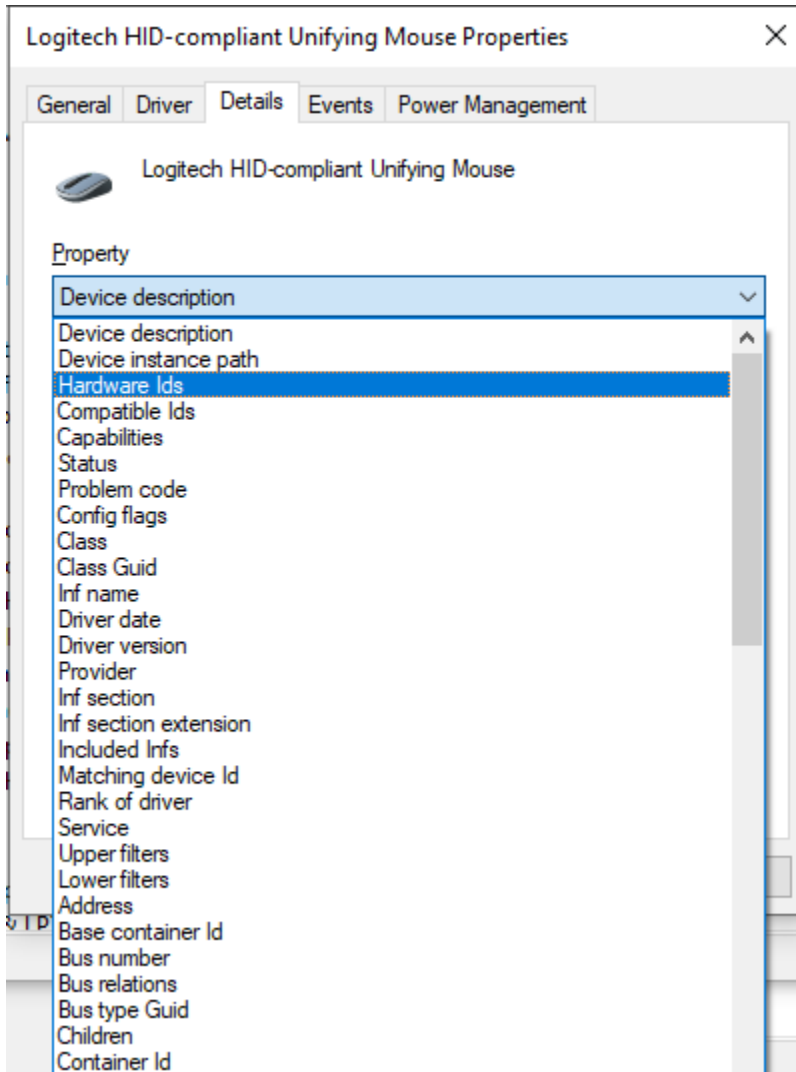 Logitech HID-compliant Unifying Mouse Properties
General Driver Details Events Power Management
Logitech HID-compliant Unifying Mouse
Property
Device description
Device description
Device instance path
Hardware Ids
Compatible Ids
Capabilities
Status
Problem code
Config flags
Class
Class Guid
Inf name
Driver date
Driver version
Provider
Inf section
Inf section extension
Included Infs
Matching device Id
Rank of driver
Service
Upper filters
Lower filters
Address
Base container Id
Bus number
Bus relations
Bus type Guid
Children
Container Id